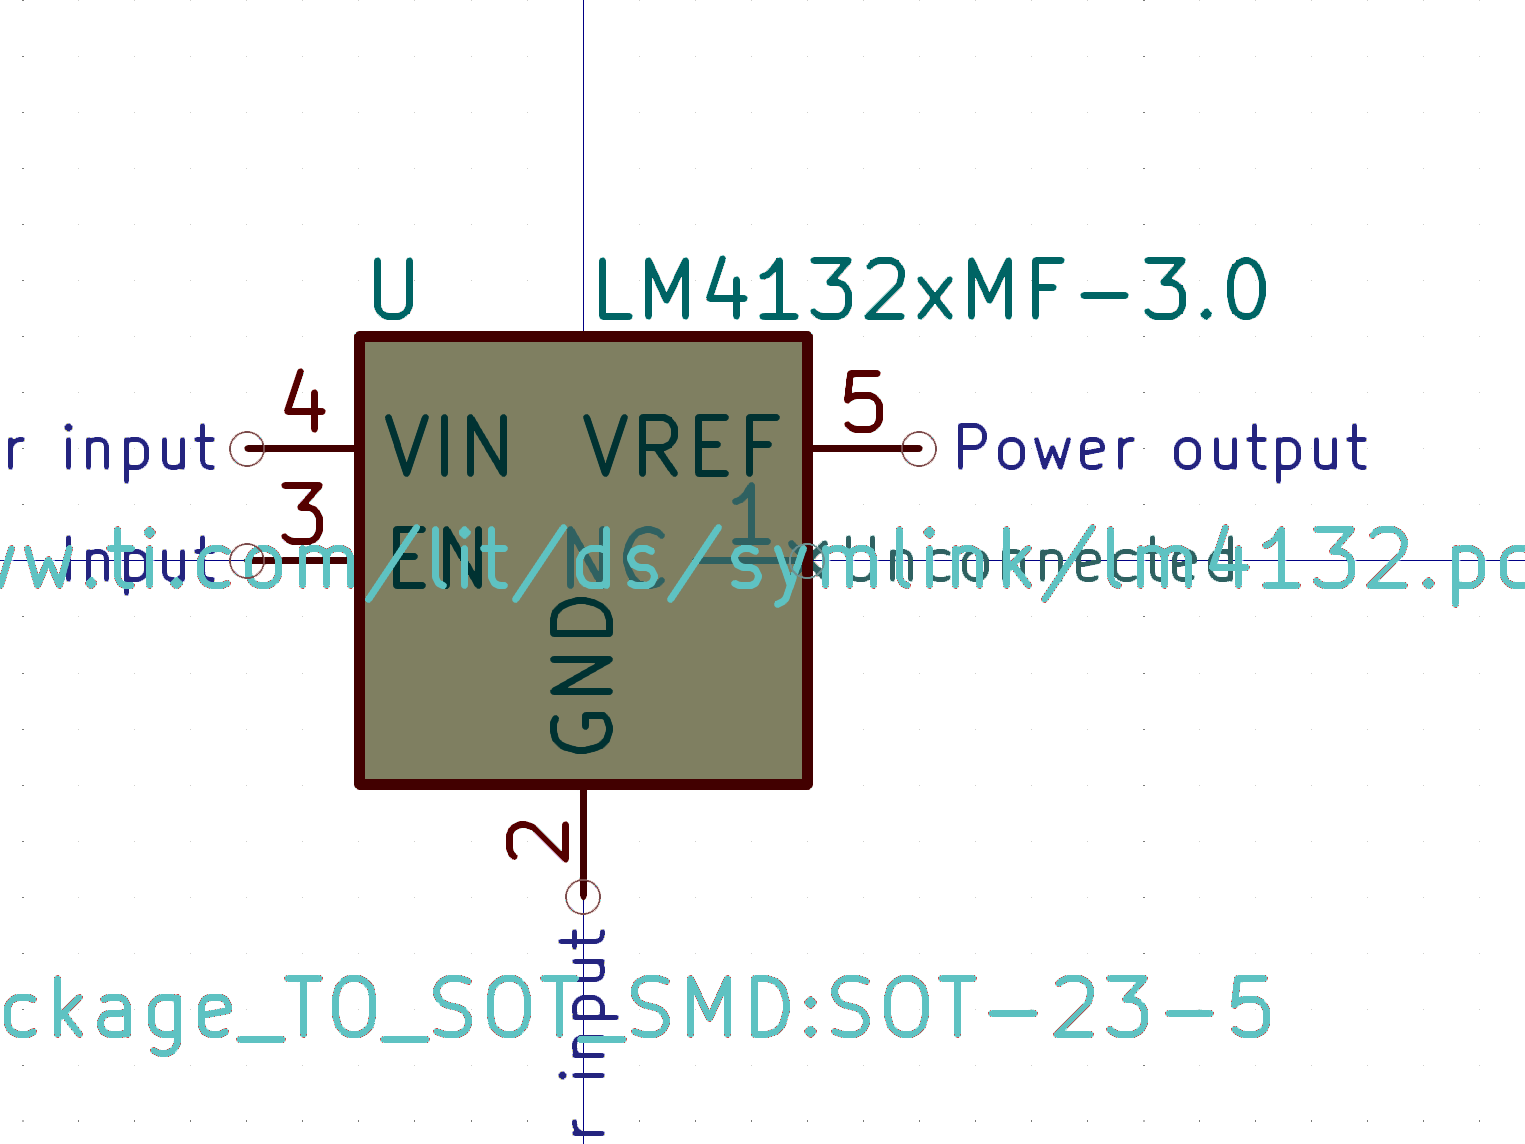 U LM4132xMF-3.0
4 5
r input VIN VREF Power output
3 1
input EN NC Unconnected
ww.ti.com/lit/ds/symlink/lm4132.pd
GND
2
r input
ckage_TO_SOT_SMD:SOT-23-5